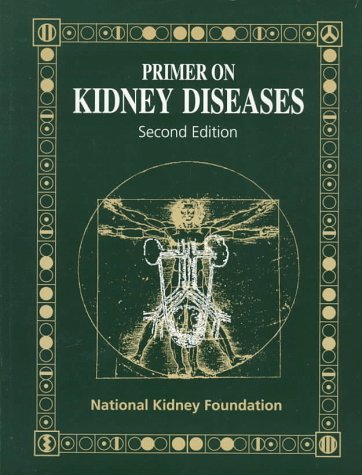 PRIMER ON
KIDNEY DISEASES
Second Edition
National Kidney Foundation